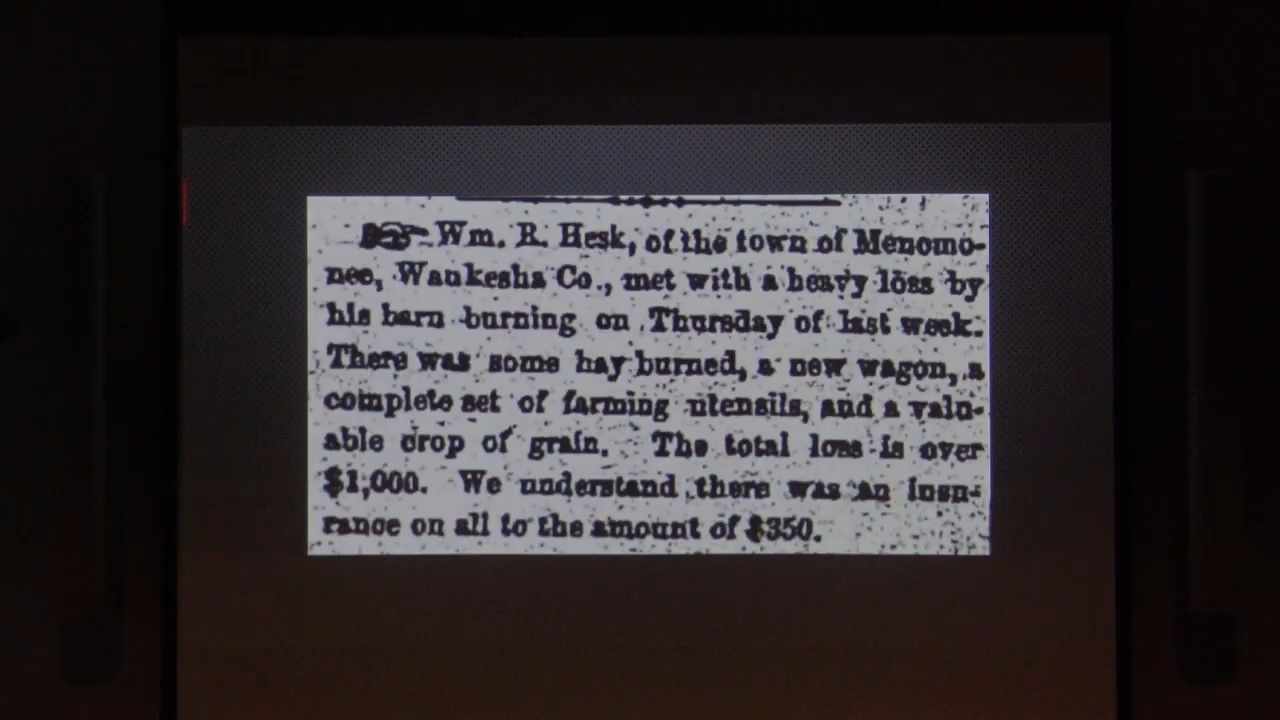 Wm. R. Hesk, of the town of Menomo-
nee, Waukesha Co., met with a heavy loss by
his barn burning on Thursday of last week.
There was some hay burned, a new wagon, a
complete set of farming utensils, and a valu-
able crop of grain. The total loss is over
$1,000. We understand there was an insu-
rance on all to the amount of $350.